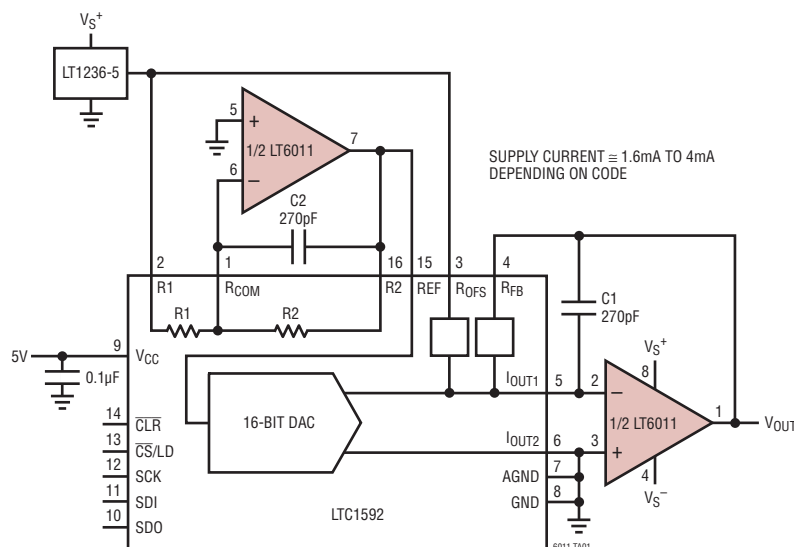 VS+
LT1236-5
5
+
7
1/2 LT6011
6
–
SUPPLY CURRENT ≅ 1.6mA TO 4mA
DEPENDING ON CODE
C2
270pF
2 1 16 15 3 4
R1 RCOM R2 REF ROFS RFB
R1 R2
C1
270pF
5V
9
VCC
0.1µF
VS+
8
IOUT1 5 2 –
1/2 LT6011
1
VOUT
16-BIT DAC
14 CLR
13 CS/LD
IOUT2 6 3 +
4
VS–
12 SCK
AGND 7
11 SDI
GND 8
10 SDO
LTC1592
6011 TA01